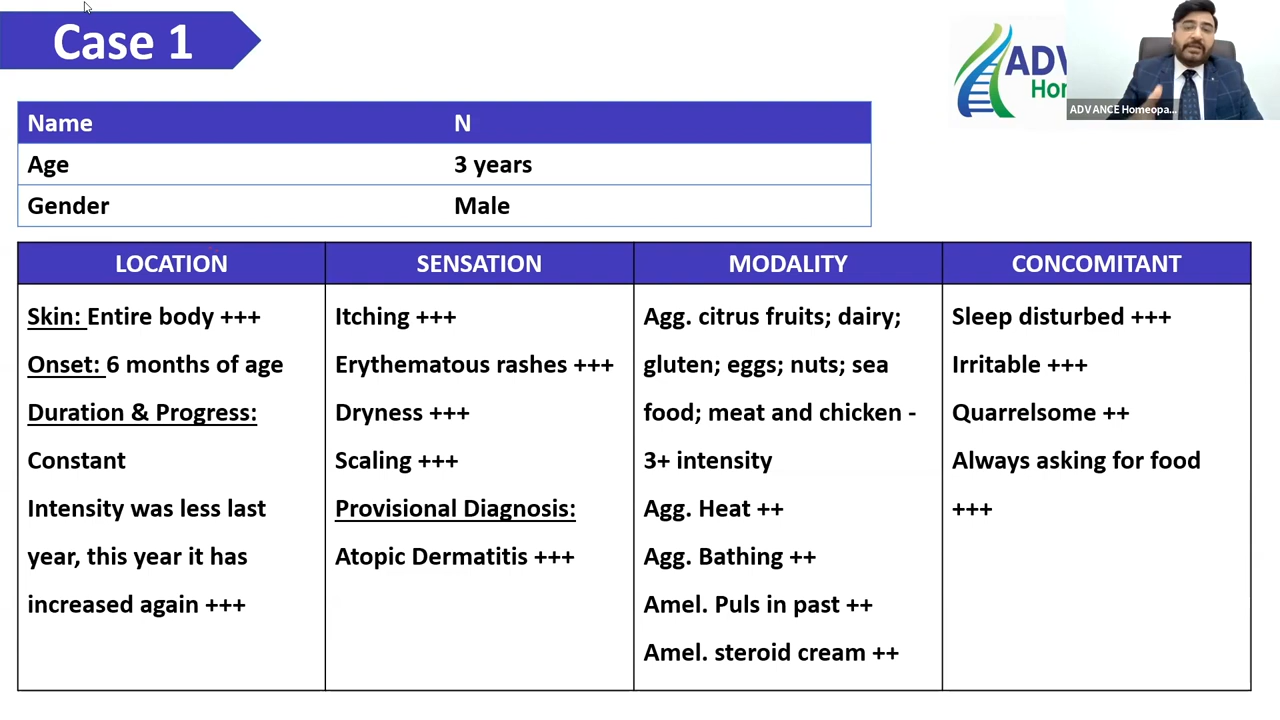 Case 1
ADV
Hor
ADVANCE Homeopa...
Name N
Age 3 years
Gender Male
LOCATION SENSATION MODALITY CONCOMITANT
Skin: Entire body +++
Onset: 6 months of age
Duration & Progress:
Constant
Intensity was less last
year, this year it has
increased again +++
Itching +++
Erythematous rashes +++
Dryness +++
Scaling +++
Provisional Diagnosis:
Atopic Dermatitis +++
Agg. citrus fruits; dairy;
gluten; eggs; nuts; sea
food; meat and chicken -
3+ intensity
Agg. Heat ++
Agg. Bathing ++
Amel. Puls in past ++
Amel. steroid cream ++
Sleep disturbed +++
Irritable +++
Quarrelsome ++
Always asking for food
+++